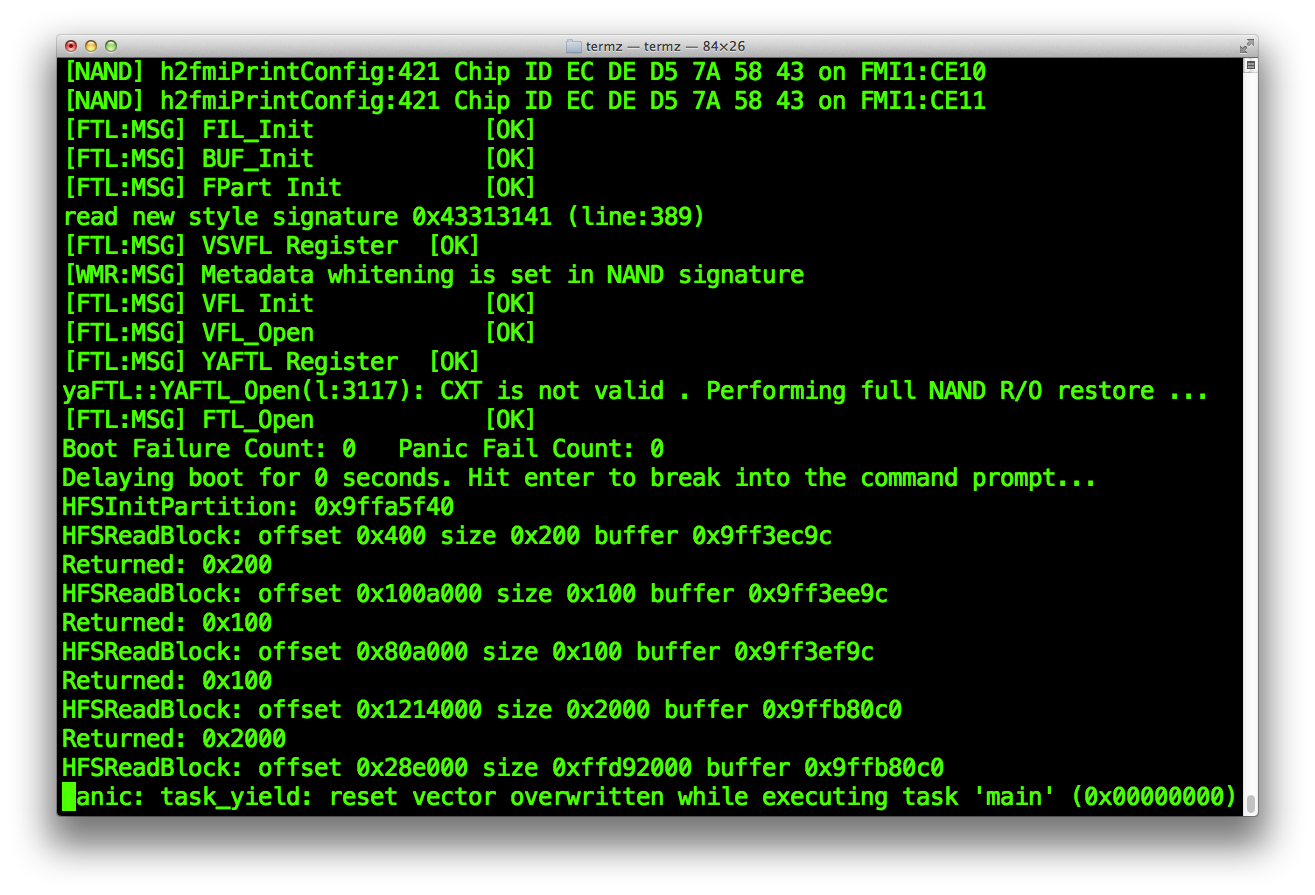 termz — termz — 84×26
[NAND] h2fmiPrintConfig:421 Chip ID EC DE D5 7A 58 43 on FMI1:CE10
[NAND] h2fmiPrintConfig:421 Chip ID EC DE D5 7A 58 43 on FMI1:CE11
[FTL:MSG] FIL_Init            [OK]
[FTL:MSG] BUF_Init            [OK]
[FTL:MSG] FPart Init          [OK]
read new style signature 0x43313141 (line:389)
[FTL:MSG] VSVFL Register  [OK]
[WMR:MSG] Metadata whitening is set in NAND signature
[FTL:MSG] VFL Init            [OK]
[FTL:MSG] VFL_Open            [OK]
[FTL:MSG] YAFTL Register  [OK]
yaFTL::YAFTL_Open(l:3117): CXT is not valid . Performing full NAND R/O restore ...
[FTL:MSG] FTL_Open            [OK]
Boot Failure Count: 0   Panic Fail Count: 0
Delaying boot for 0 seconds. Hit enter to break into the command prompt...
HFSInitPartition: 0x9ffa5f40
HFSReadBlock: offset 0x400 size 0x200 buffer 0x9ff3ec9c
Returned: 0x200
HFSReadBlock: offset 0x100a000 size 0x100 buffer 0x9ff3ee9c
Returned: 0x100
HFSReadBlock: offset 0x80a000 size 0x100 buffer 0x9ff3ef9c
Returned: 0x100
HFSReadBlock: offset 0x1214000 size 0x2000 buffer 0x9ffb80c0
Returned: 0x2000
HFSReadBlock: offset 0x28e000 size 0xffd92000 buffer 0x9ffb80c0
anic: task_yield: reset vector overwritten while executing task 'main' (0x00000000)